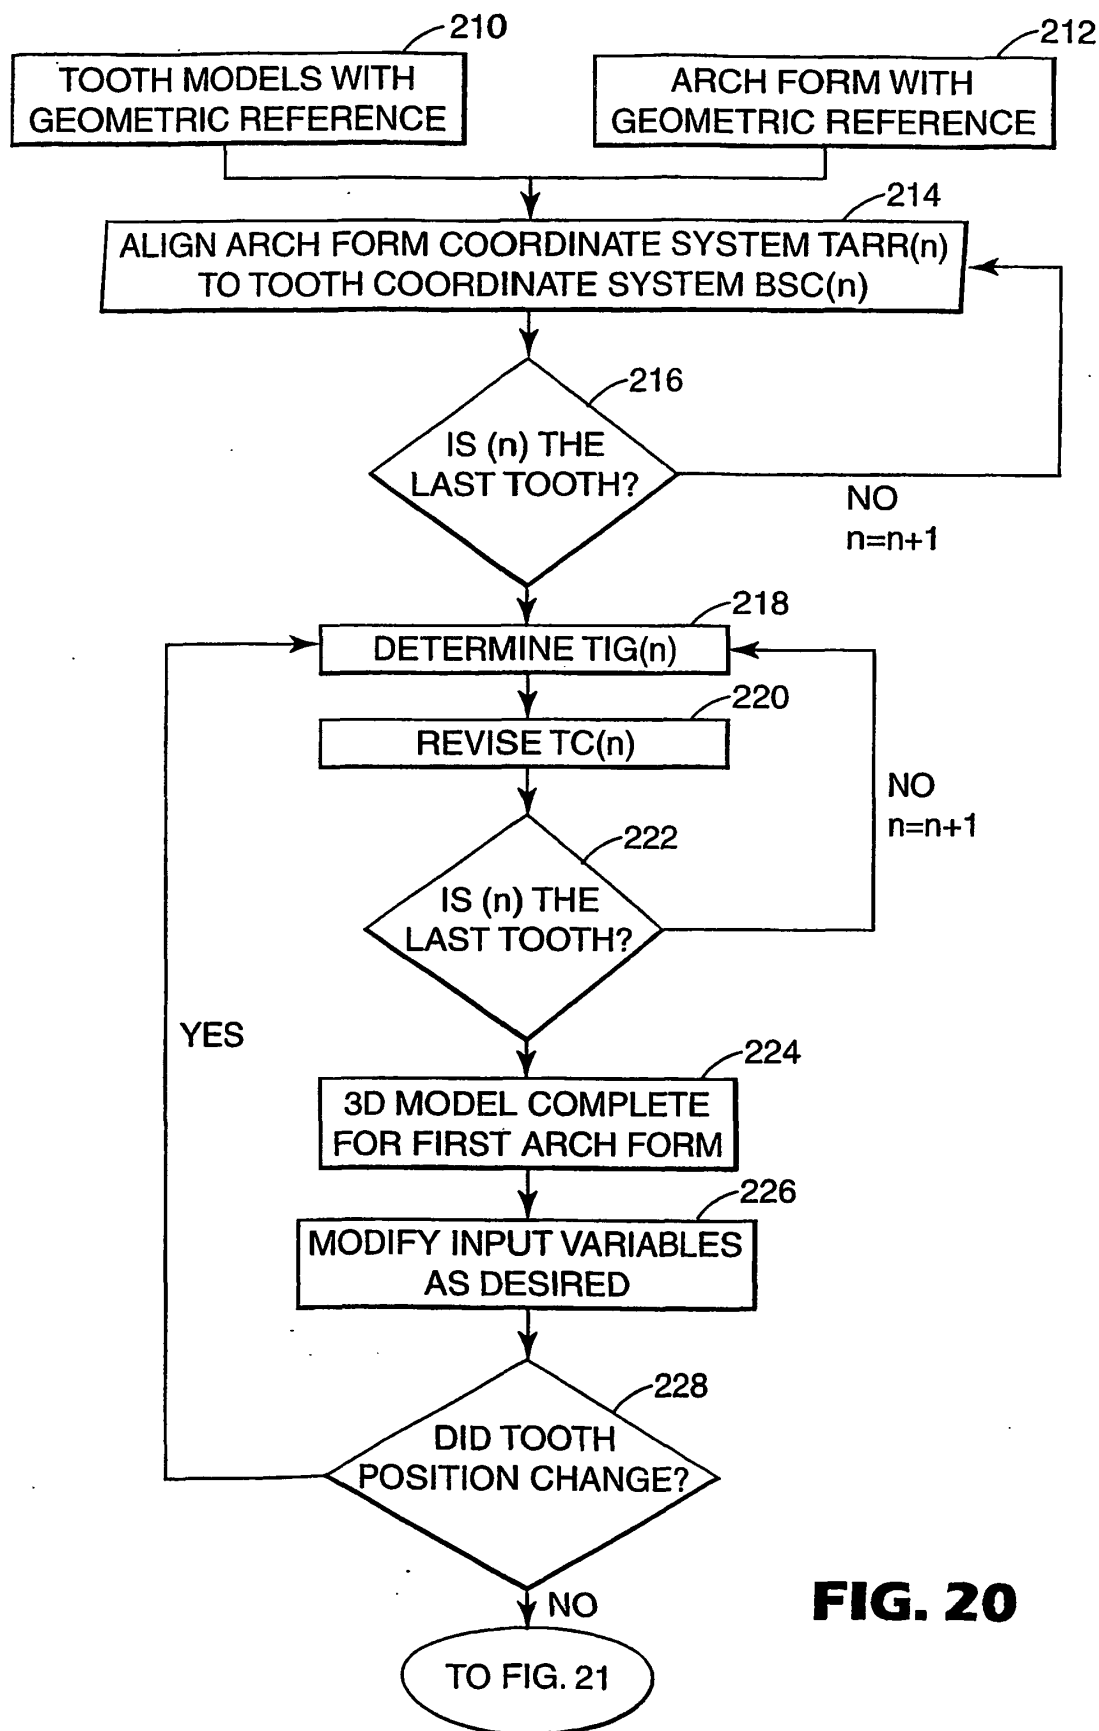 210
TOOTH MODELS WITH
GEOMETRIC REFERENCE
212
ARCH FORM WITH
GEOMETRIC REFERENCE
214
ALIGN ARCH FORM COORDINATE SYSTEM TARR(n)
TO TOOTH COORDINATE SYSTEM BSC(n)
216
IS (n) THE
LAST TOOTH?
NO
n=n+1
218
DETERMINE TIG(n)
220
REVISE TC(n)
NO
n=n+1
222
IS (n) THE
LAST TOOTH?
YES
224
3D MODEL COMPLETE
FOR FIRST ARCH FORM
226
MODIFY INPUT VARIABLES
AS DESIRED
228
DID TOOTH
POSITION CHANGE?
NO
FIG. 20
TO FIG. 21